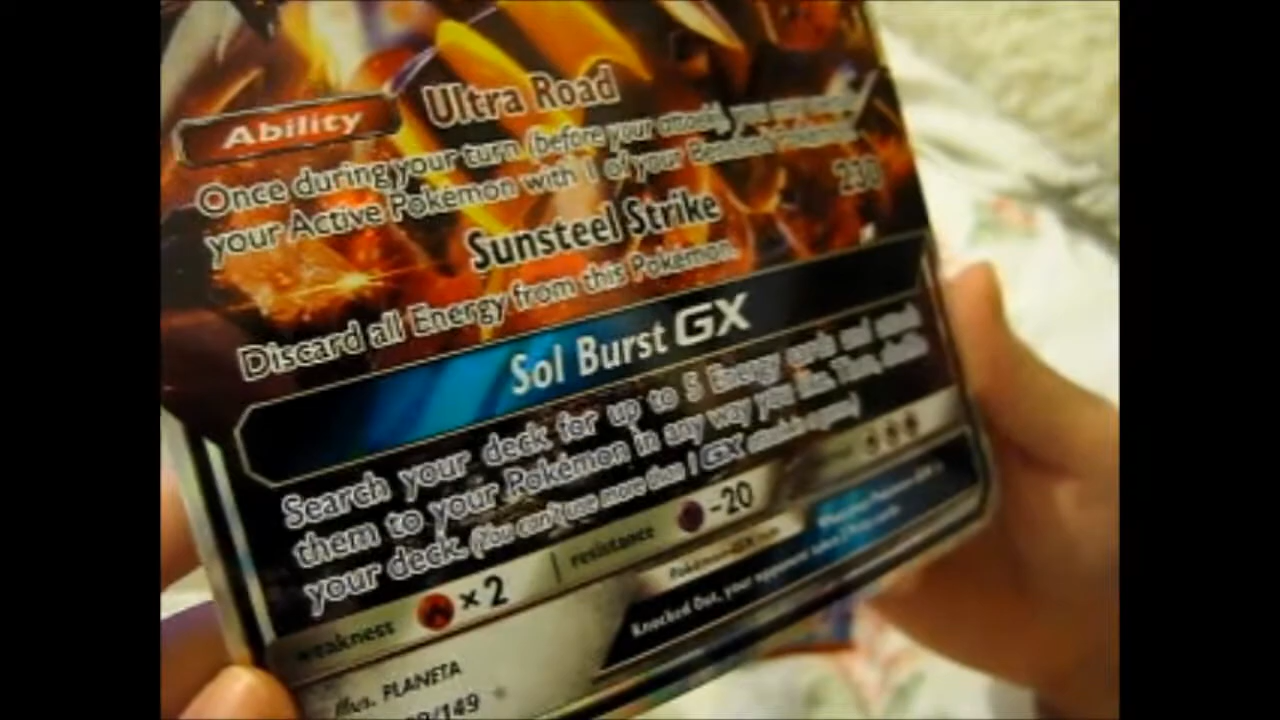 Ability Ultra Road
Once during your turn (before your attack), you may switch
your Active Pokémon with 1 of your Benched Pokémon.
Sunsteel Strike 230
Discard all Energy from this Pokémon.
Sol Burst GX
Search your deck for up to 5 Energy cards and attach
them to your Pokémon in any way you like. Then, shuffle
your deck. (You can't use more than 1 GX attack in a game.)
weakness ×2 resistance -20
Illus. PLANETA
/149
PokémonGX rule
Knocked Out, your opponent takes 2 Prize cards.